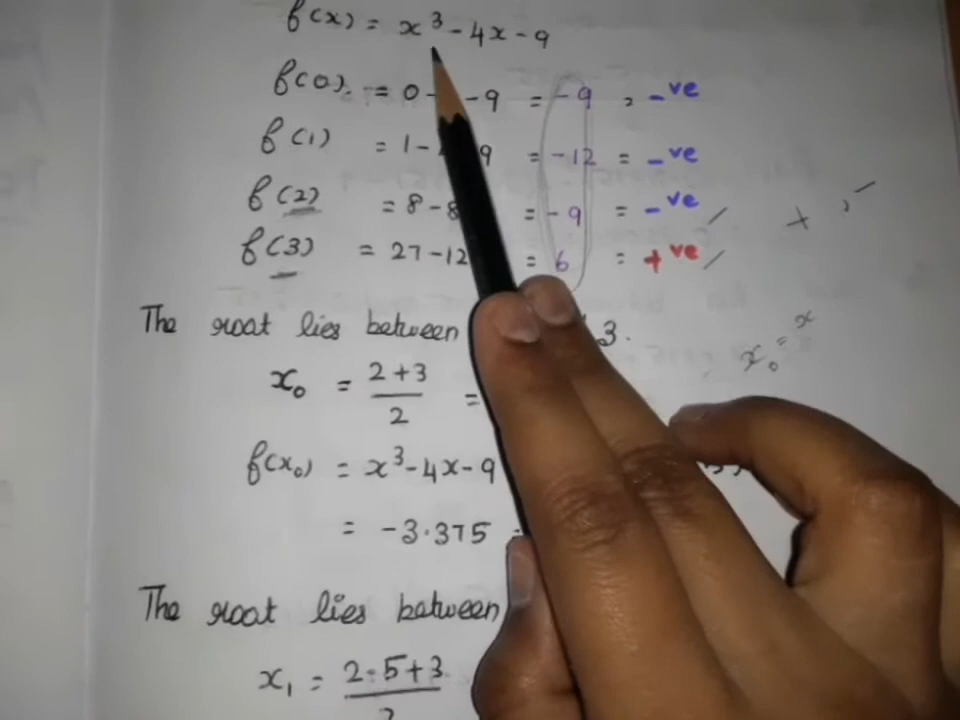 f(x) = x³ - 4x - 9
f(0) = 0 - - 9 = -9 , -ve
f(1) = 1 - 9 = -12 = -ve
f(2) = 8 - 8 = -9 = -ve / + , -
f(3) = 27 - 12 = 6 = +ve /
The root lies between 3.
x₀ = x
x₀ = 2+3 / 2 =
f(x₀) = x³ - 4x - 9
= -3.375 =
The root lies between
x₁ = 2.5+3 / 2